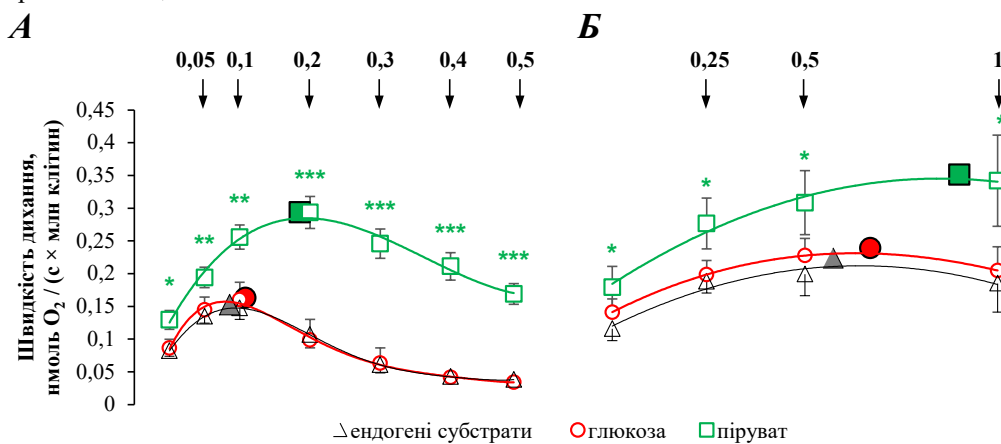 А
Б
0,05 0,1 0,2 0,3 0,4 0,5
0,25 0,5 1
Швидкість дихання,
нмоль O₂ / (с × млн клітин)
0,45
0,4
0,35
0,3
0,25
0,2
0,15
0,1
0,05
0
* ** ** *** *** *** ***
* * * *
ендогені субстрати глюкоза піруват